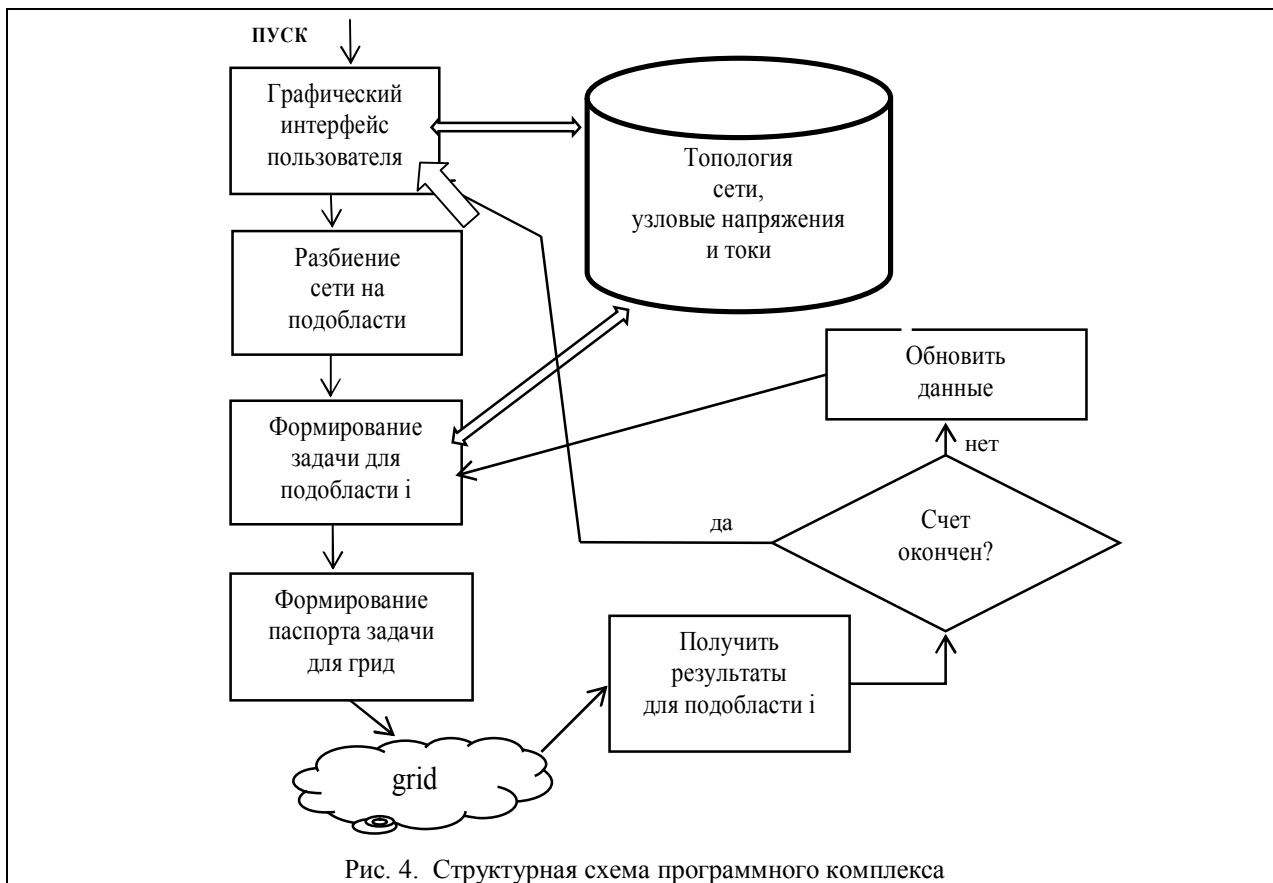 ПУСК
Графический
интерфейс
пользователя
Топология
сети,
узловые напряжения
и токи
Разбиение
сети на
подобласти
Обновить
данные
Формирование
задачи для
подобласти i
нет
да
Счет
окончен?
Формирование
паспорта задачи
для грид
Получить
результаты
для подобласти i
grid
Рис. 4. Структурная схема программного комплекса